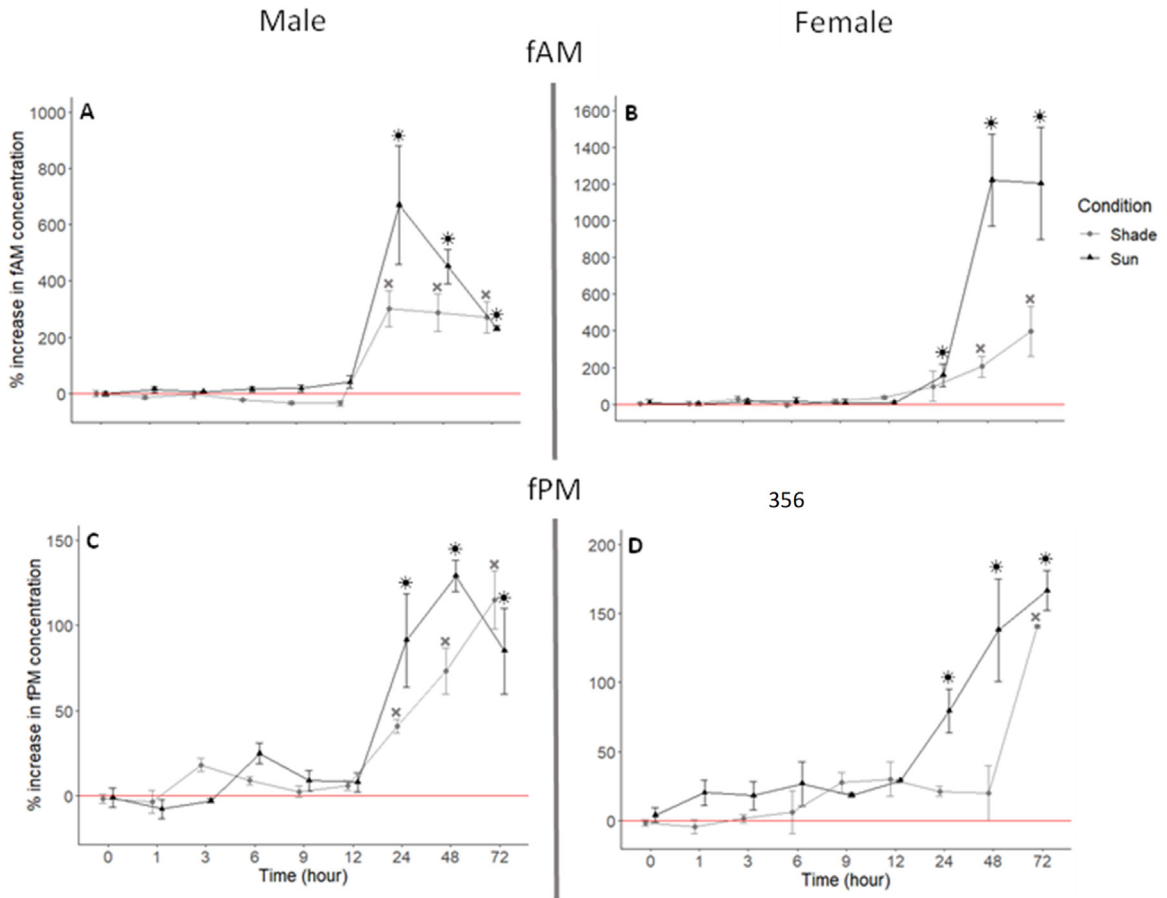 Male
Female
fAM
A
% increase in fAM concentration
1000
800
600
400
200
0
B
1600
1400
1200
1000
800
600
400
200
0
Condition
Shade
Sun
fPM
356
C
% increase in fPM concentration
150
100
50
0
0 1 3 6 9 12 24 48 72
Time (hour)
D
200
150
100
50
0
0 1 3 6 9 12 24 48 72
Time (hour)